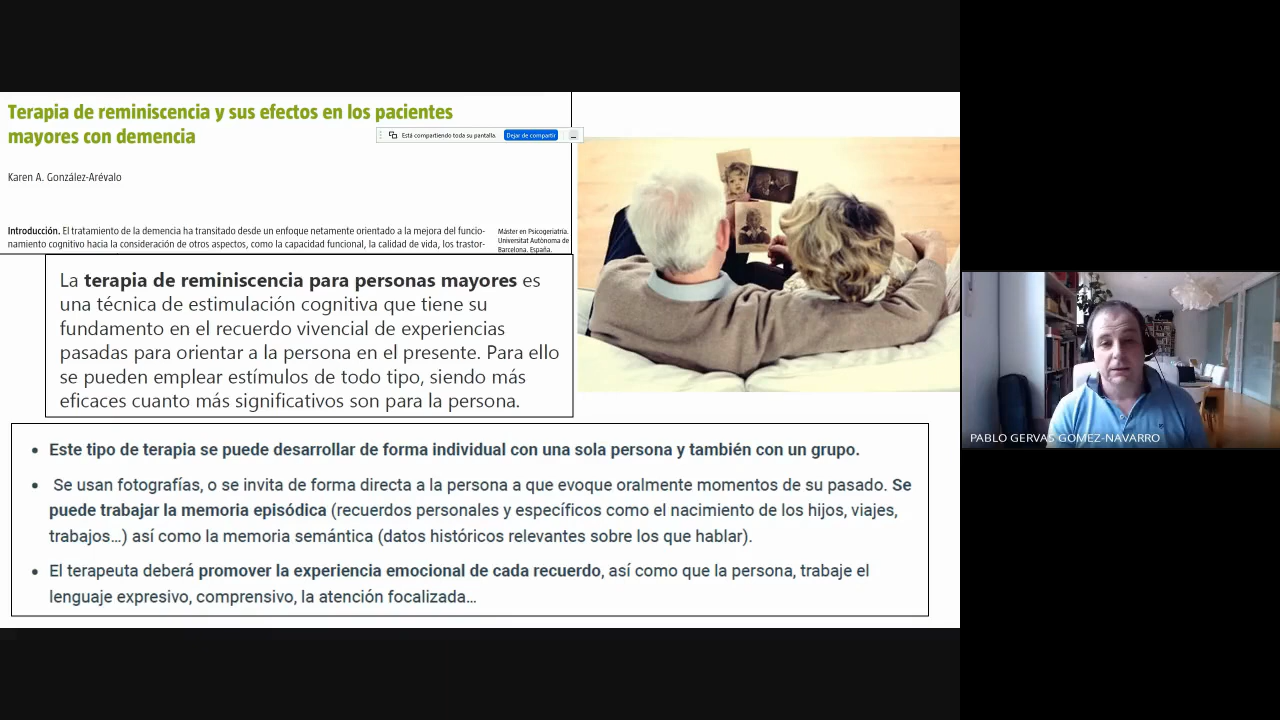 Terapia de reminiscencia y sus efectos en los pacientes
mayores con demencia
Está compartiendo toda su pantalla.
Dejar de compartir
Karen A. González-Arévalo
Introducción. El tratamiento de la demencia ha transitado desde un enfoque netamente orientado a la mejora del funcio-
namiento cognitivo hacia la consideración de otros aspectos, como la capacidad funcional, la calidad de vida, los trastor-
Máster en Psicogeriatría.
Universitat Autònoma de
Barcelona. España.
La terapia de reminiscencia para personas mayores es
una técnica de estimulación cognitiva que tiene su
fundamento en el recuerdo vivencial de experiencias
pasadas para orientar a la persona en el presente. Para ello
se pueden emplear estímulos de todo tipo, siendo más
eficaces cuanto más significativos son para la persona.
• Este tipo de terapia se puede desarrollar de forma individual con una sola persona y también con un grupo.
• Se usan fotografías, o se invita de forma directa a la persona a que evoque oralmente momentos de su pasado. Se
puede trabajar la memoria episódica (recuerdos personales y específicos como el nacimiento de los hijos, viajes,
trabajos…) así como la memoria semántica (datos históricos relevantes sobre los que hablar).
• El terapeuta deberá promover la experiencia emocional de cada recuerdo, así como que la persona, trabaje el
lenguaje expresivo, comprensivo, la atención focalizada…
PABLO GERVAS GOMEZ-NAVARRO